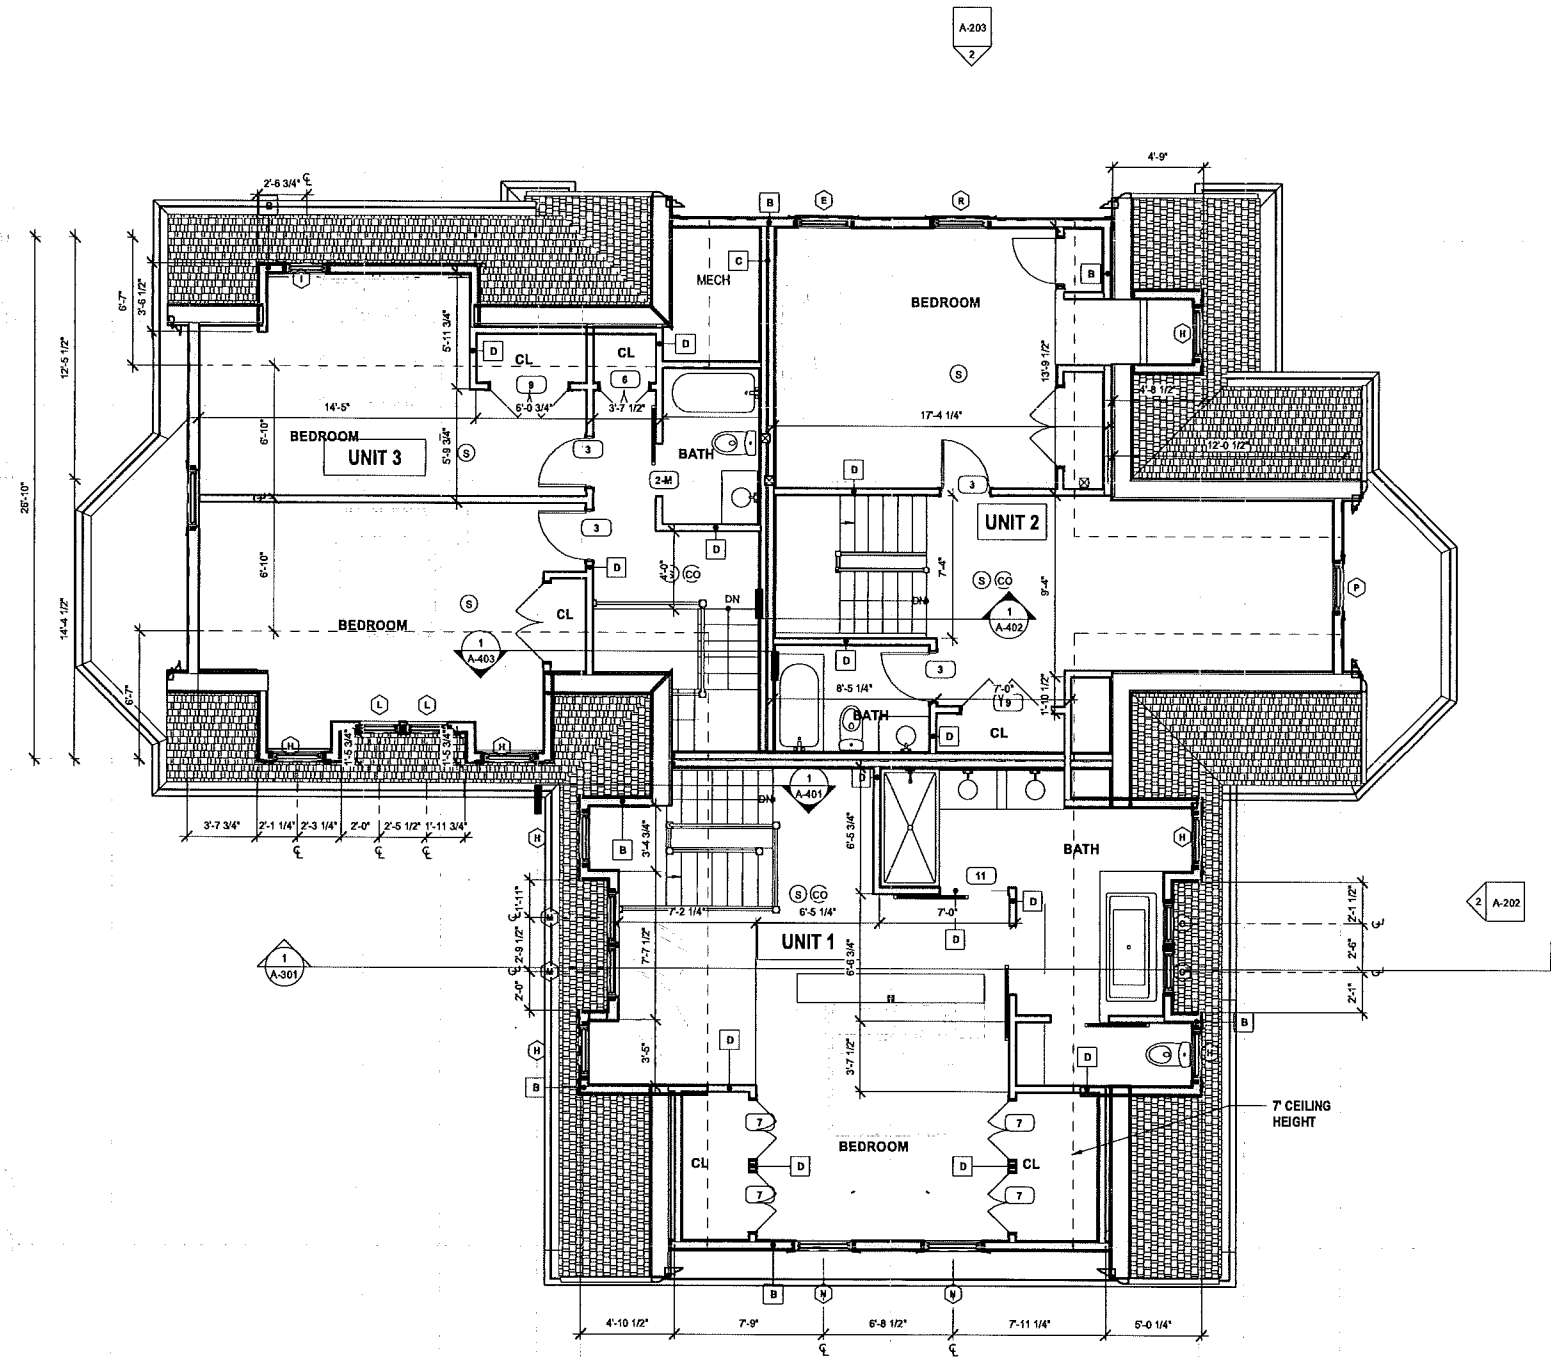 A-203
2
4'-9"
2'-6 3/4"
℄
B
B
E
R
C
MECH
BEDROOM
B
H
I
6'-7"
3'-6 1/2"
12'-5 1/2"
26'-10"
14'-4 1/2"
6'-7"
5'-11 3/4"
D
CL
CL
D
9
6
6'-0 3/4"
3'-7 1/2"
14'-5"
6'-10"
BEDROOM
UNIT 3
5'-9 3/4"
S
3
BATH
2-M
S
13'-9 1/2"
17'-4 1/4"
4'-8 1/2"
12'-0 1/2"
D
3
UNIT 2
3
D
D
4'-0"
CO
6'-10"
S
BEDROOM
CL
DN
1
A-403
7'-4"
9'-4"
S
CO
DN
1
A-402
P
D
3
8'-5 1/4"
7'-0"
9
1'-10 1/2"
BATH
D
CL
L
L
H
H
1'-5 3/4"
1'-5 3/4"
3'-7 3/4"
2'-1 1/4"
2'-3 1/4"
2'-0"
2'-5 1/2"
1'-11 3/4"
℄
℄
℄
1
A-401
DN
D
H
B
3'-4 3/4"
6'-5 3/4"
BATH
H
11
S
CO
D
7'-2 1/4"
6'-5 1/4"
7'-0"
D
UNIT 1
1'-11"
2'-9 1/2"
2'-0"
℄
℄
M
M
7'-7 1/2"
6'-6 3/4"
2'-1 1/2"
2'-6"
2'-1"
℄
℄
2
A-202
1
A-301
H
3'-5"
3'-7 1/2"
D
D
B
H
B
7' CEILING
HEIGHT
7
7
BEDROOM
CL
D
D
CL
7
7
B
N
N
4'-10 1/2"
7'-9"
6'-8 1/2"
7'-11 1/4"
5'-0 1/4"
℄
℄